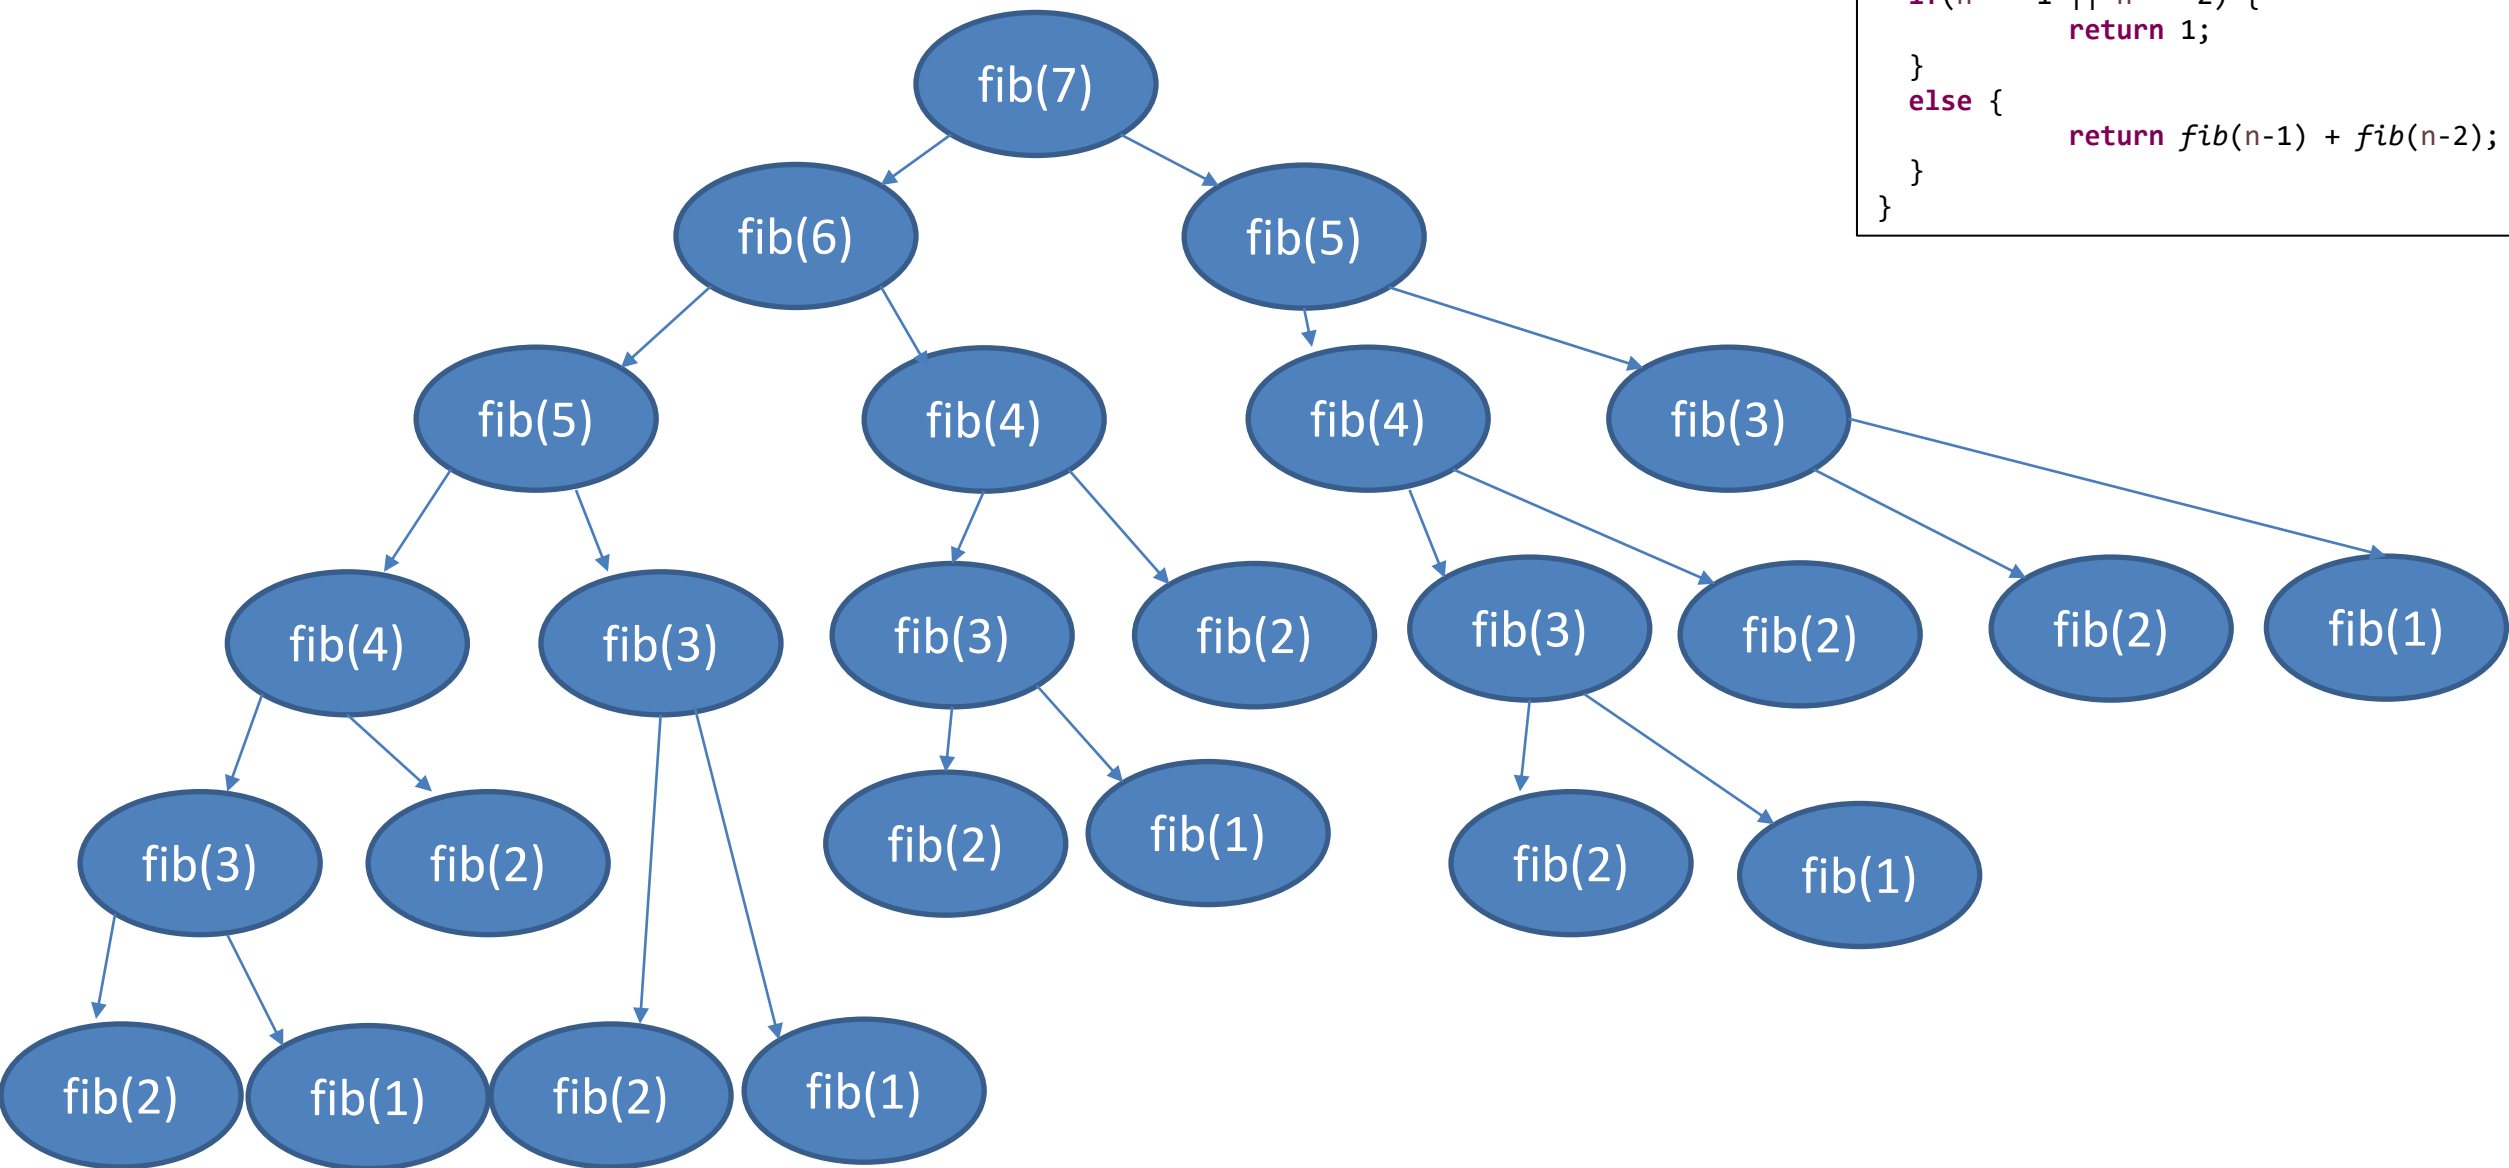 if(n == 1 || n == 2) {
return 1;
}
else {
return fib(n-1) + fib(n-2);
}
}
fib(7)
fib(6) fib(5)
fib(5) fib(4) fib(4) fib(3)
fib(4) fib(3) fib(3) fib(2) fib(3) fib(2) fib(2) fib(1)
fib(3) fib(2) fib(2) fib(1) fib(2) fib(1)
fib(2) fib(1) fib(2) fib(1)